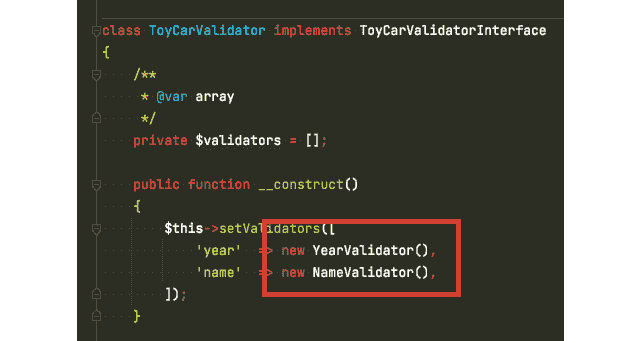 class ToyCarValidator implements ToyCarValidatorInterface
{
/**
* @var array
*/
private $validators = [];
public function __construct()
{
$this->setValidators([
'year' => new YearValidator(),
'name' => new NameValidator(),
]);
}